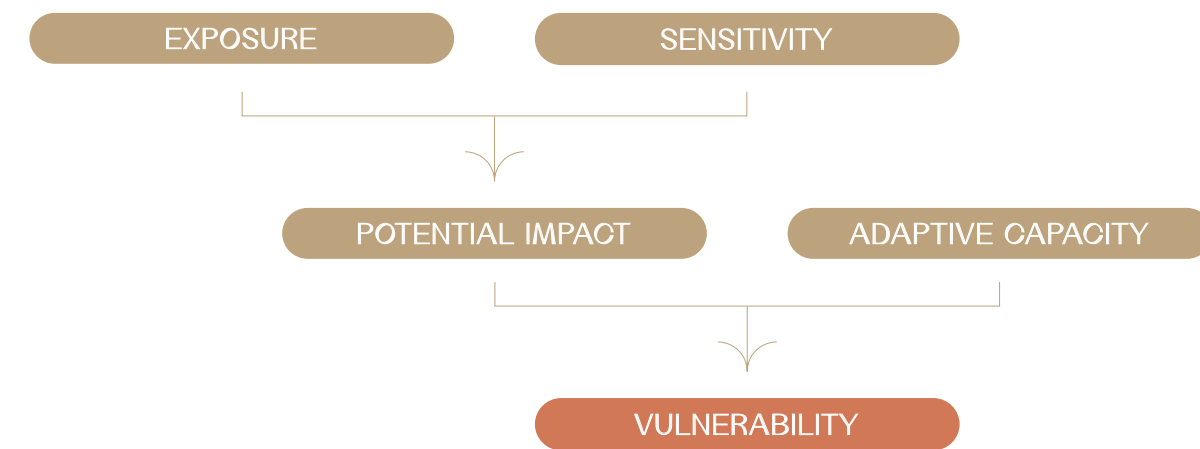 EXPOSURE
SENSITIVITY
POTENTIAL IMPACT
ADAPTIVE CAPACITY
VULNERABILITY